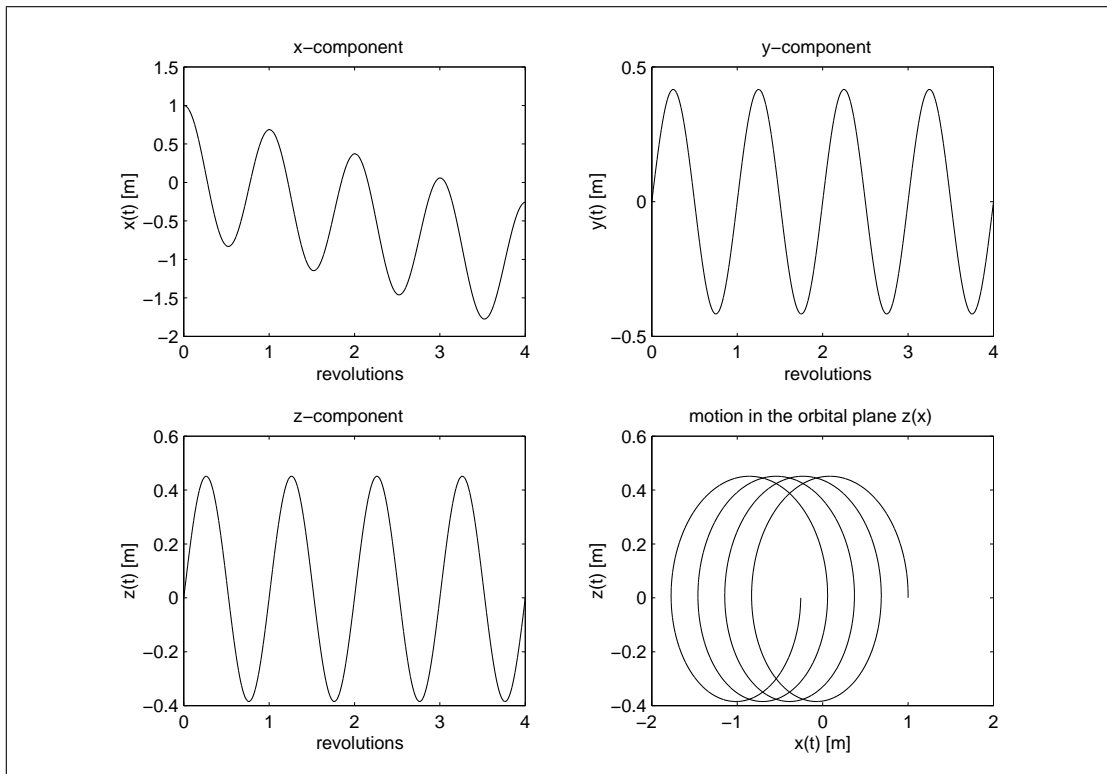 x−component
1.5
1
0.5
0
−0.5
−1
−1.5
−2
x(t) [m]
0 1 2 3 4
revolutions
y−component
0.5
0
−0.5
y(t) [m]
0 1 2 3 4
revolutions
z−component
0.6
0.4
0.2
0
−0.2
−0.4
z(t) [m]
0 1 2 3 4
revolutions
motion in the orbital plane z(x)
0.6
0.4
0.2
0
−0.2
−0.4
z(t) [m]
−2 −1 0 1 2
x(t) [m]